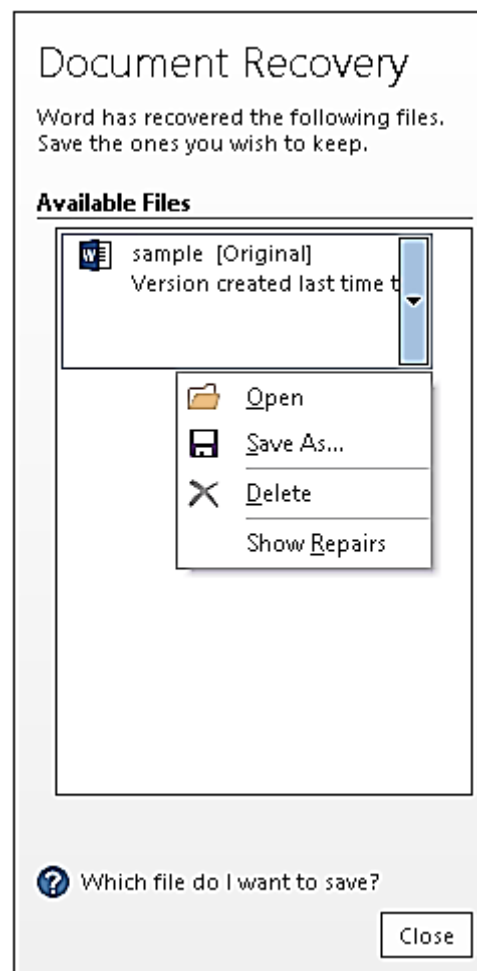 Document Recovery
Word has recovered the following files.
Save the ones you wish to keep.
Available Files
sample [Original]
Version created last time t
Open
Save As...
Delete
Show Repairs
Which file do I want to save?
Close